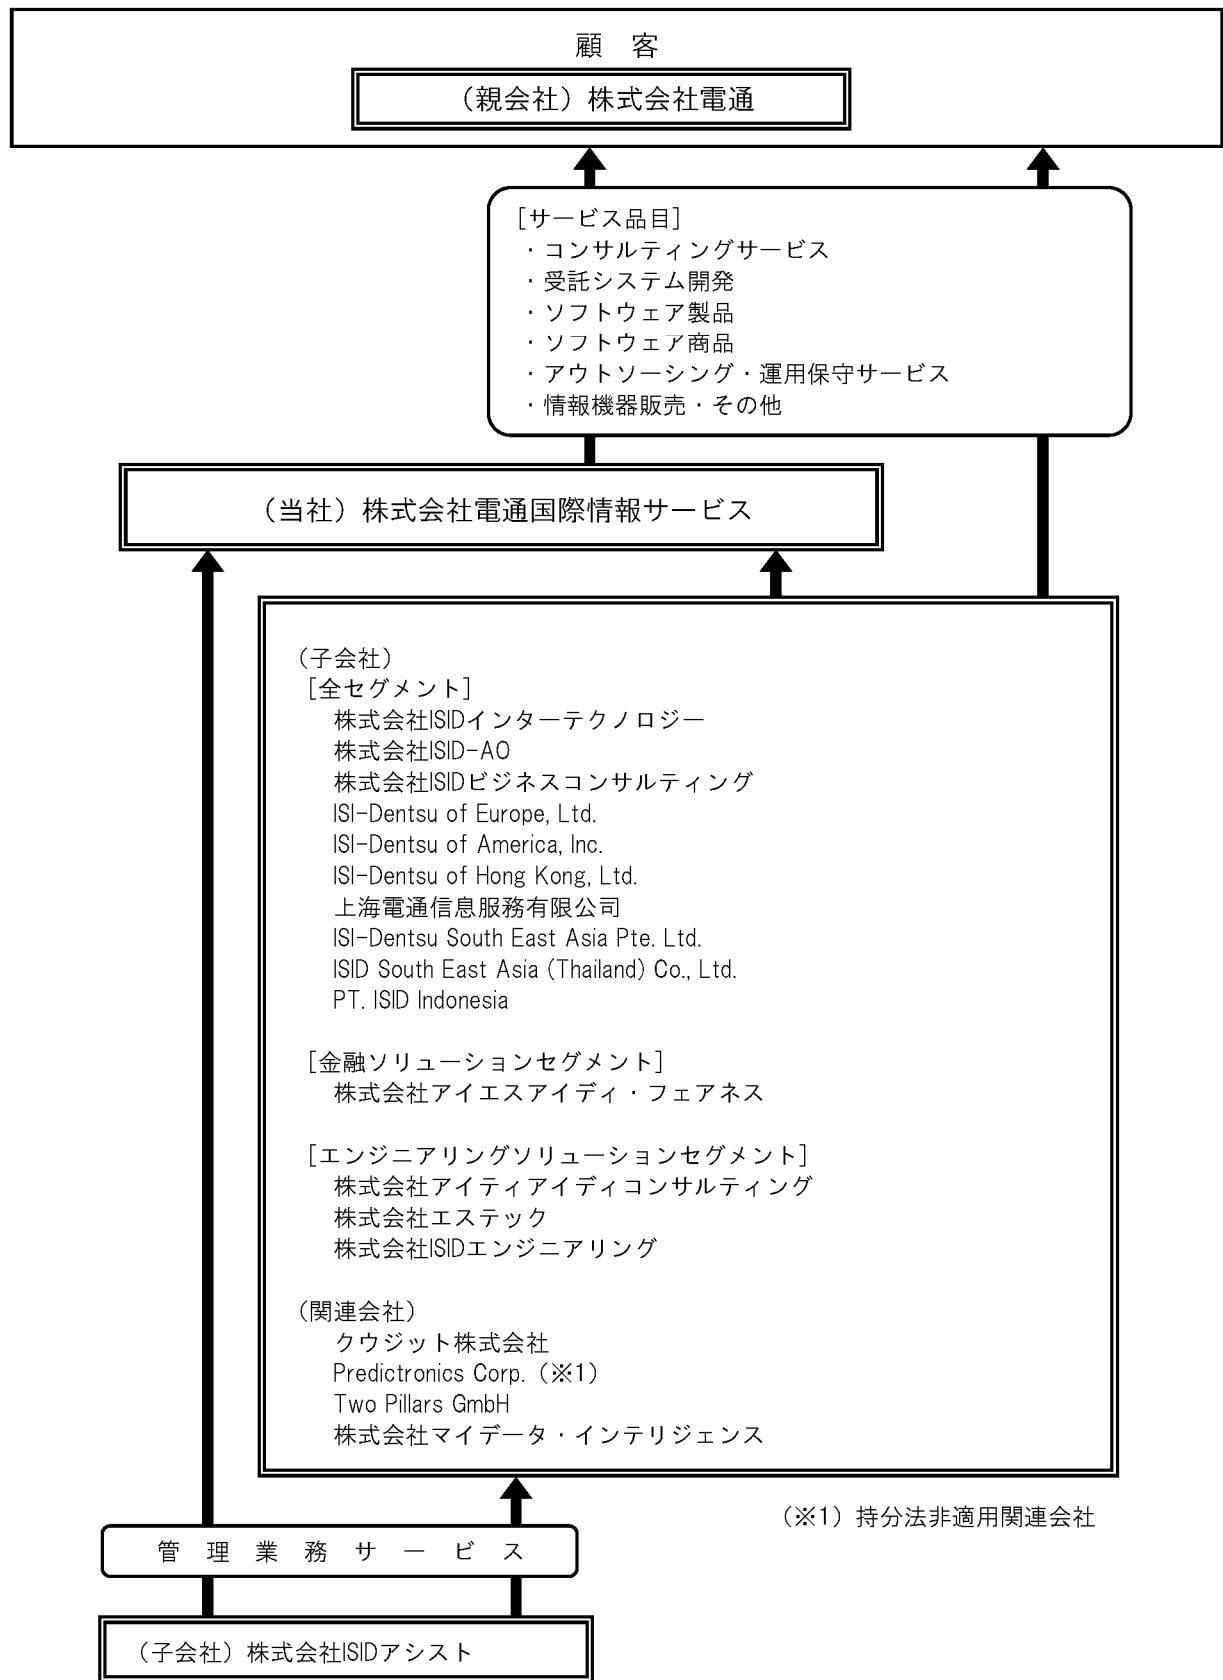 顧 客
(親会社) 株式会社電通
[サービス品目]
・コンサルティングサービス
・受託システム開発
・ソフトウェア製品
・ソフトウェア商品
・アウトソーシング・運用保守サービス
・情報機器販売・その他
(当社) 株式会社電通国際情報サービス
(子会社)
[全セグメント]
株式会社ISIDインターテクノロジー
株式会社ISID-AO
株式会社ISIDビジネスコンサルティング
ISI-Dentsu of Europe, Ltd.
ISI-Dentsu of America, Inc.
ISI-Dentsu of Hong Kong, Ltd.
上海電通信息服務有限公司
ISI-Dentsu South East Asia Pte. Ltd.
ISID South East Asia (Thailand) Co., Ltd.
PT. ISID Indonesia
[金融ソリューションセグメント]
株式会社アイエスアイディ・フェアネス
[エンジニアリングソリューションセグメント]
株式会社アイティアイディコンサルティング
株式会社エステック
株式会社ISIDエンジニアリング
(関連会社)
クウジット株式会社
Predictronics Corp. (※1)
Two Pillars GmbH
株式会社マイデータ・インテリジェンス
(※1) 持分法非適用関連会社
管 理 業 務 サ ー ビ ス
(子会社) 株式会社ISIDアシスト